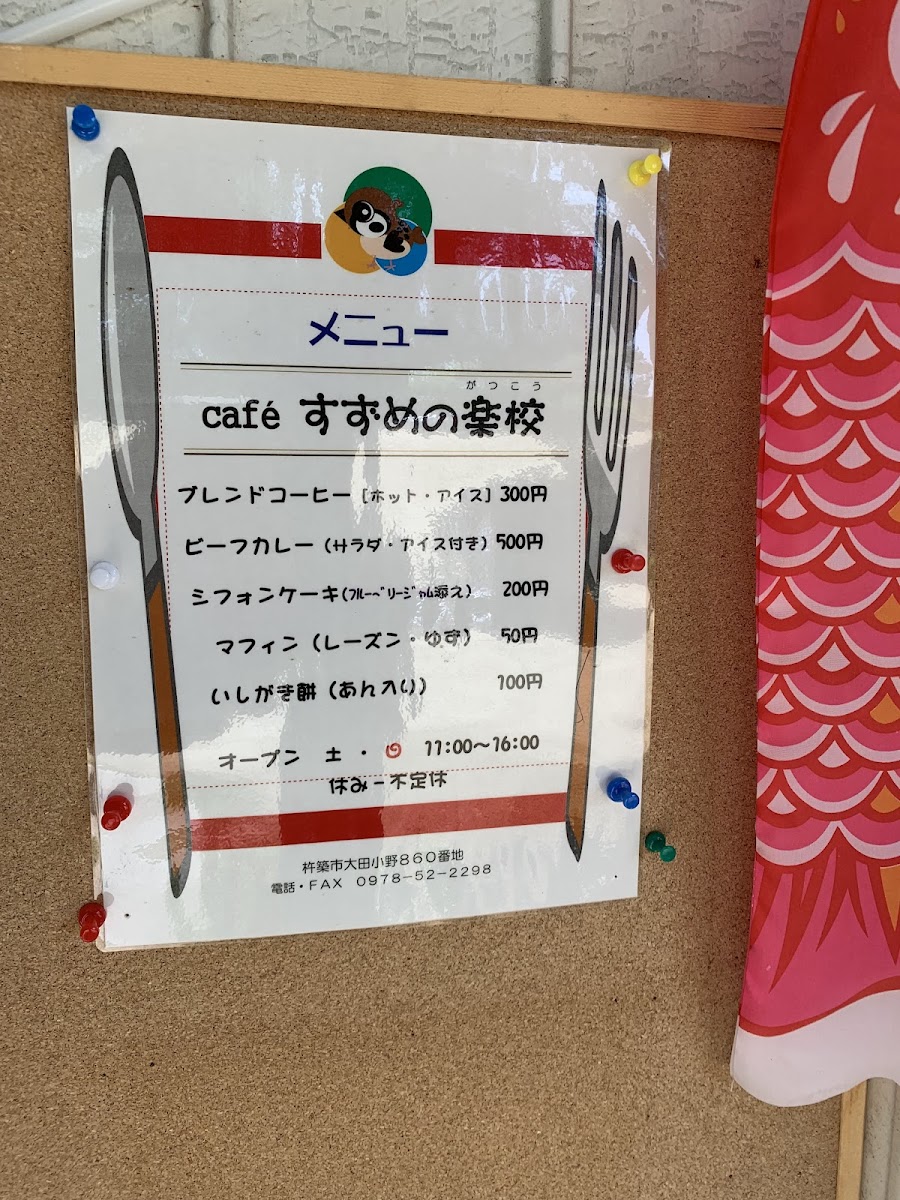 メニュー
がつこう
café すずめの楽校
ブレンドコーヒー [ホット・アイス] 300円
ビーフカレー (サラダ・アイス付き) 500円
シフォンケーキ(ブルーベリージャム添え) 200円
マフィン (レーズン・ゆず) 50円
いしがき餅 (あん入り) 100円
オープン 土・日 11:00～16:00
休みー不定休
杵築市大田小野860番地
電話・FAX 0978-52-2298